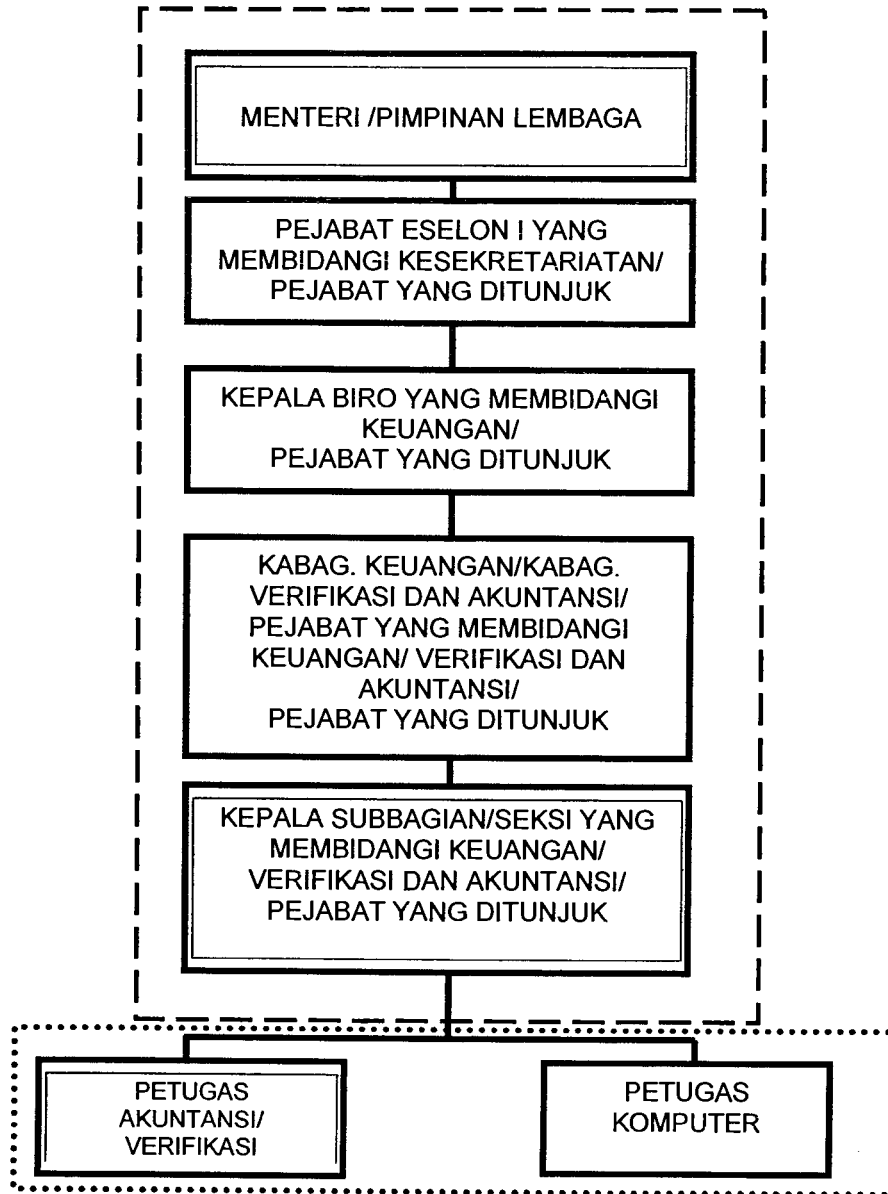 MENTERI /PIMPINAN LEMBAGA
PEJABAT ESELON I YANG
MEMBIDANGI KESEKRETARIATAN/
PEJABAT YANG DITUNJUK
KEPALA BIRO YANG MEMBIDANGI
KEUANGAN/
PEJABAT YANG DITUNJUK
KABAG. KEUANGAN/KABAG.
VERIFIKASI DAN AKUNTANSI/
PEJABAT YANG MEMBIDANGI
KEUANGAN/ VERIFIKASI DAN
AKUNTANSI/
PEJABAT YANG DITUNJUK
KEPALA SUBBAGIAN/SEKSI YANG
MEMBIDANGI KEUANGAN/
VERIFIKASI DAN AKUNTANSI/
PEJABAT YANG DITUNJUK
PETUGAS
AKUNTANSI/
VERIFIKASI
PETUGAS
KOMPUTER